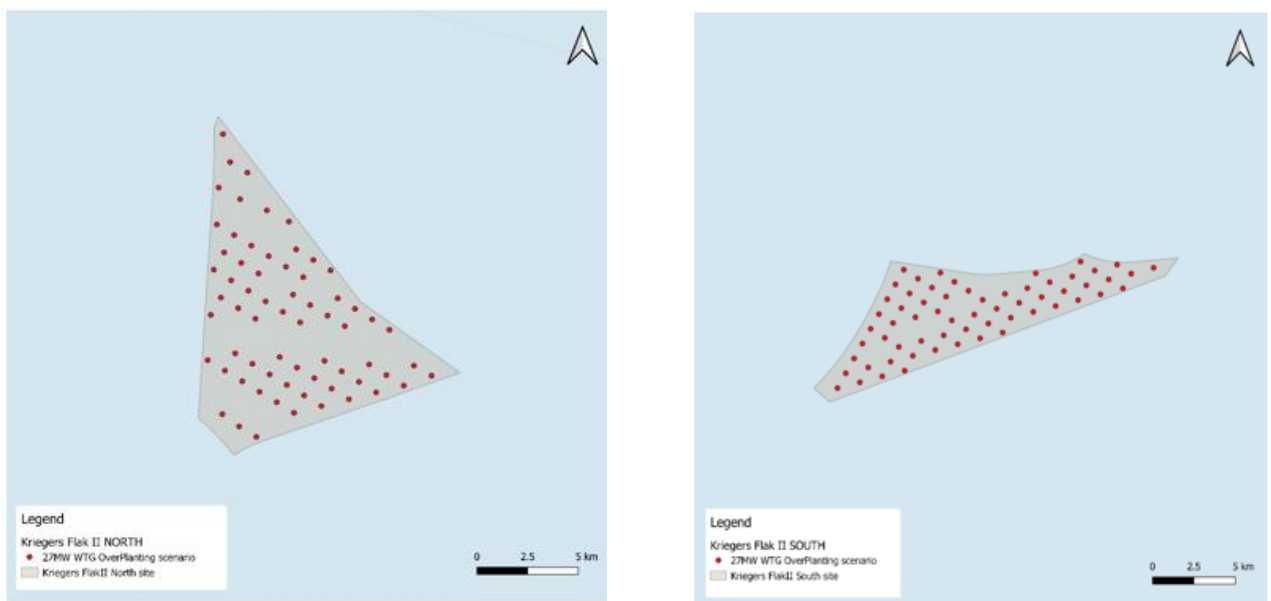 Legend
Kriegers Flak II NORTH
27MW WTG OverPlanting scenario
Kriegers FlakII North site
0 2.5 5 km
Legend
Kriegers Flak II SOUTH
27MW WTG OverPlanting scenario
Kriegers FlakII South site
0 2.5 5 km